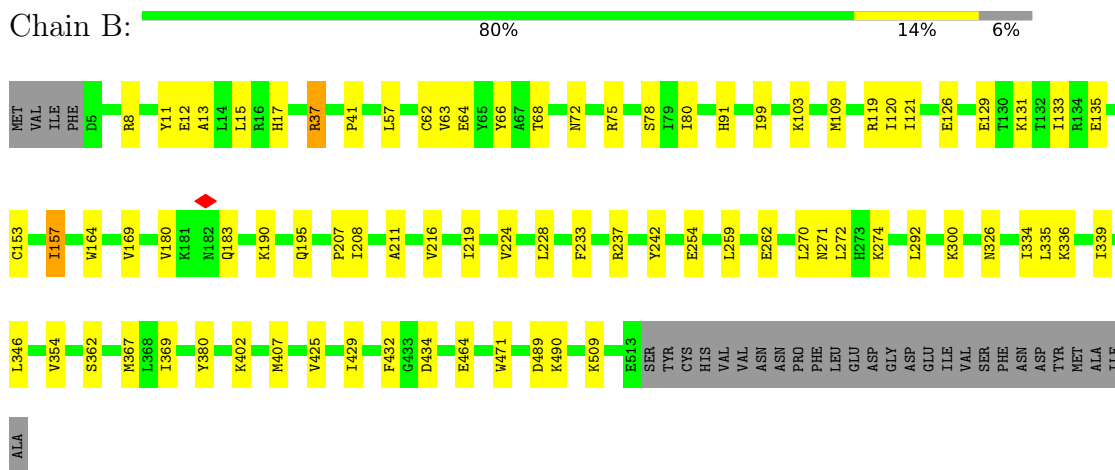 Chain B:
80% 14% 6%
MET VAL ILE PHE D5 R8 Y11 E12 A13 L14 L15 R16 H17 R37 P41 L57 C62 V63 E64 Y65 Y66 A67 T68 N72 R75 S78 I79 I80 H91 I99 K103 M109 R119 I120 I121 E126 E129 T130 K131 T132 I133 R134 E135
C153 I157 W164 V169 V180 K181 N182 Q183 K190 Q195 P207 I208 A211 V216 I219 V224 L228 F233 R237 Y242 E254 L259 E262 L270 N271 L272 H273 K274 L292 K300 N326 I334 L335 K336 I339
L346 V354 S362 M367 L368 I369 Y380 K402 M407 V425 I429 F432 G433 D434 E464 W471 D489 K490 K509 E513 SER TYR CYS HIS VAL VAL ASN ASN PRO PHE LEU GLU ASP GLY ASP GLU ILE VAL SER PHE ASN ASP TYR MET ALA ILE
ALA